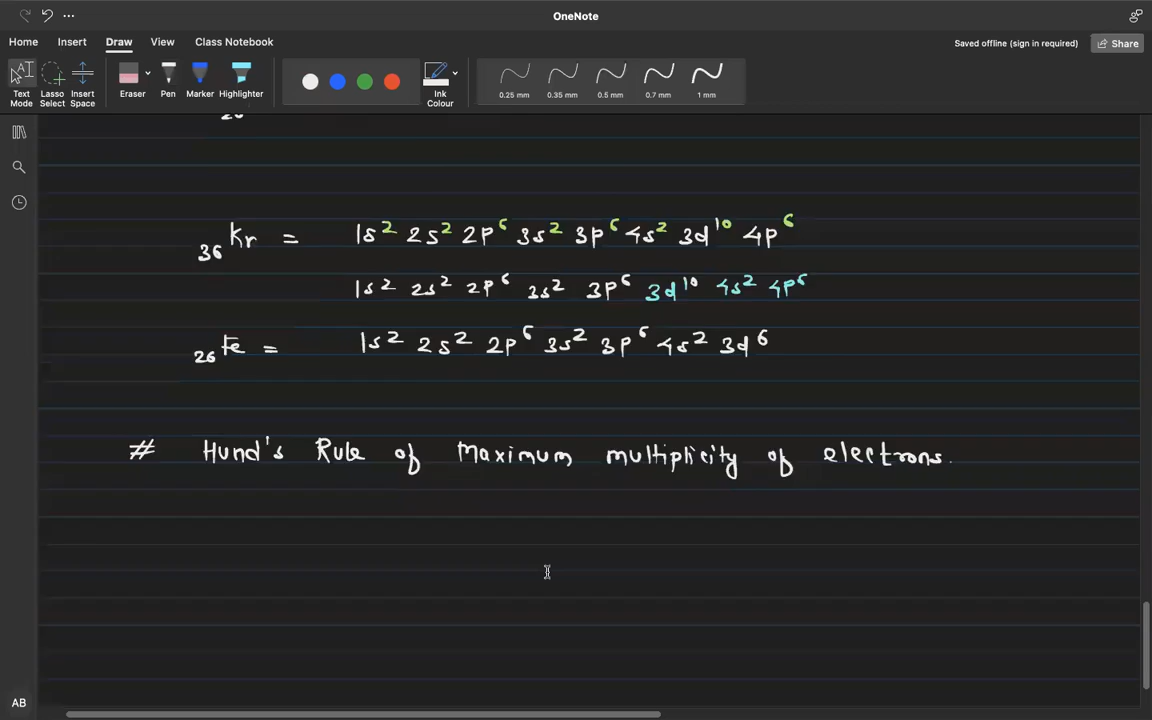 OneNote
Home Insert Draw View Class Notebook
Saved offline (sign in required) Share
Text Mode Lasso Select Insert Space Eraser Pen Marker Highlighter Ink Colour 0.25 mm 0.35 mm 0.5 mm 0.7 mm 1 mm
₃₆Kr = 1s² 2s² 2p⁶ 3s² 3p⁶ 4s² 3d¹⁰ 4p⁶
1s² 2s² 2p⁶ 3s² 3p⁶ 3d¹⁰ 4s² 4p⁶
₂₆Fe = 1s² 2s² 2p⁶ 3s² 3p⁶ 4s² 3d⁶
# Hund's Rule of Maximum multiplicity of electrons.
AB